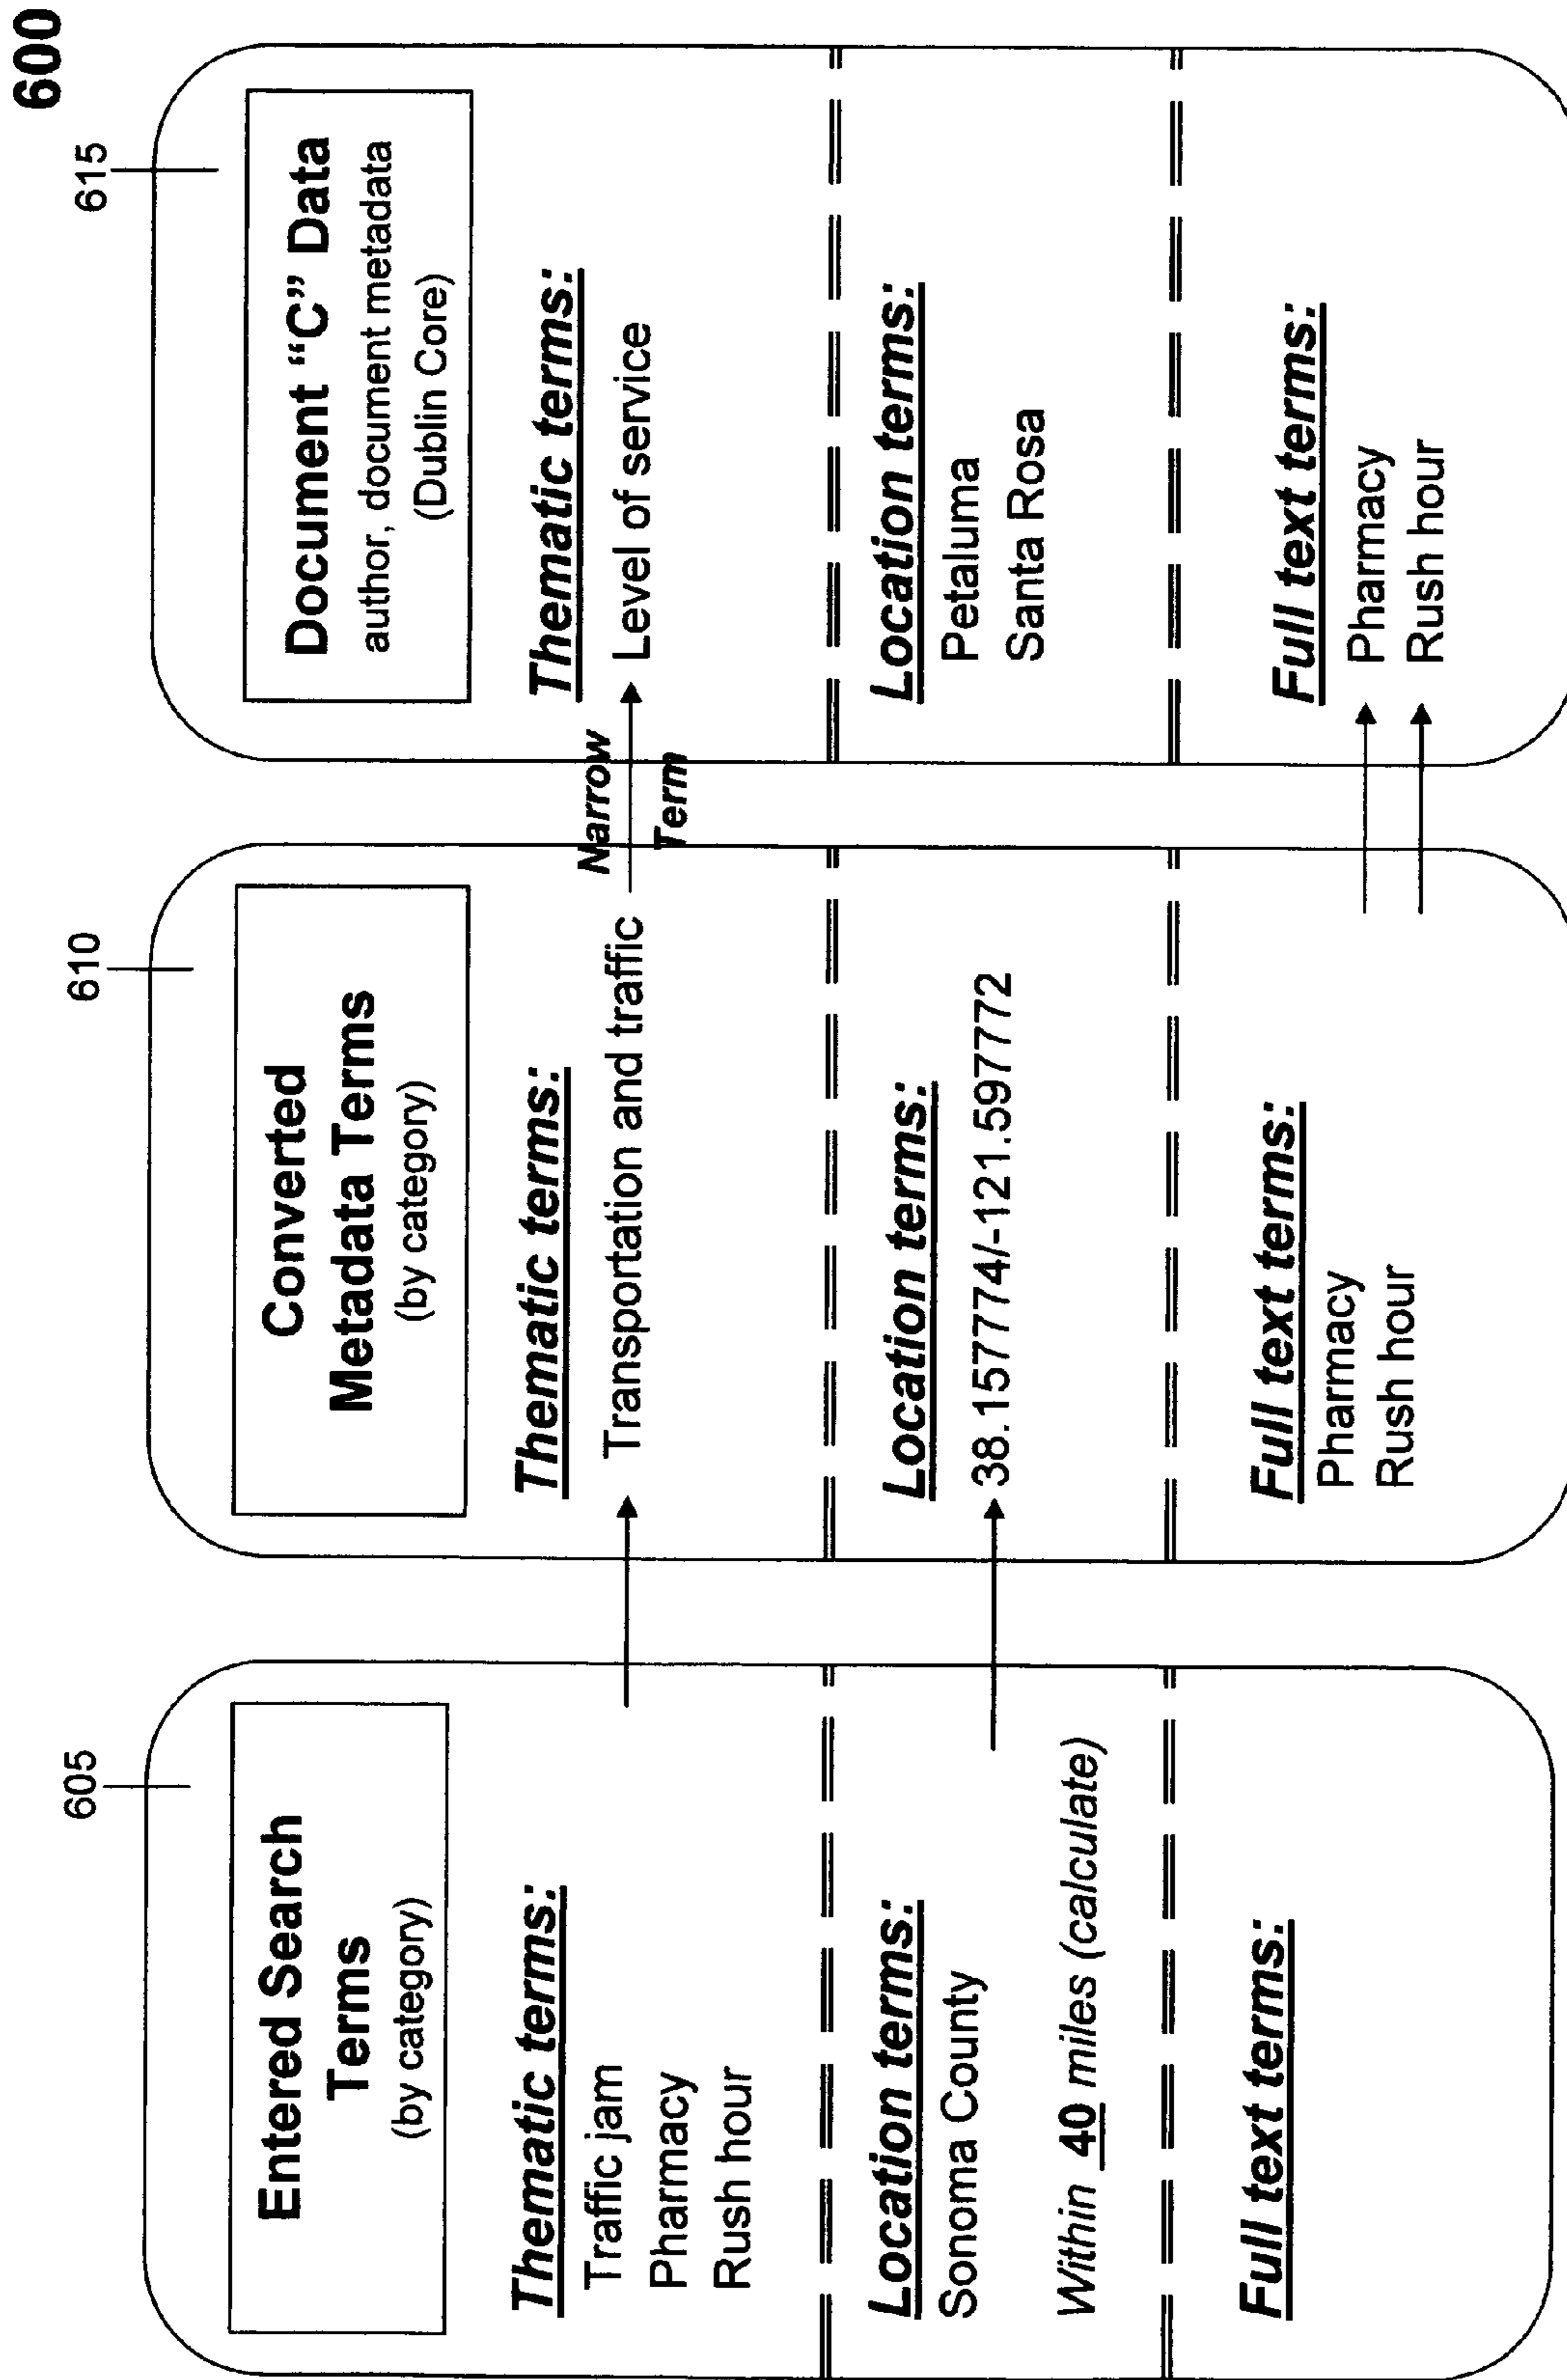 600
605
Entered Search
Terms
(by category)
Thematic terms:
Traffic jam
Pharmacy
Rush hour
Location terms:
Sonoma County
Within 40 miles (calculate)
Full text terms:
610
Converted
Metadata Terms
(by category)
Thematic terms:
Transportation and traffic
Location terms:
38.157774/-121.597772
Full text terms:
Pharmacy
Rush hour
Narrow
Term
615
Document “C” Data
author, document metadata
(Dublin Core)
Thematic terms:
Level of service
Location terms:
Petaluma
Santa Rosa
Full text terms:
Pharmacy
Rush hour